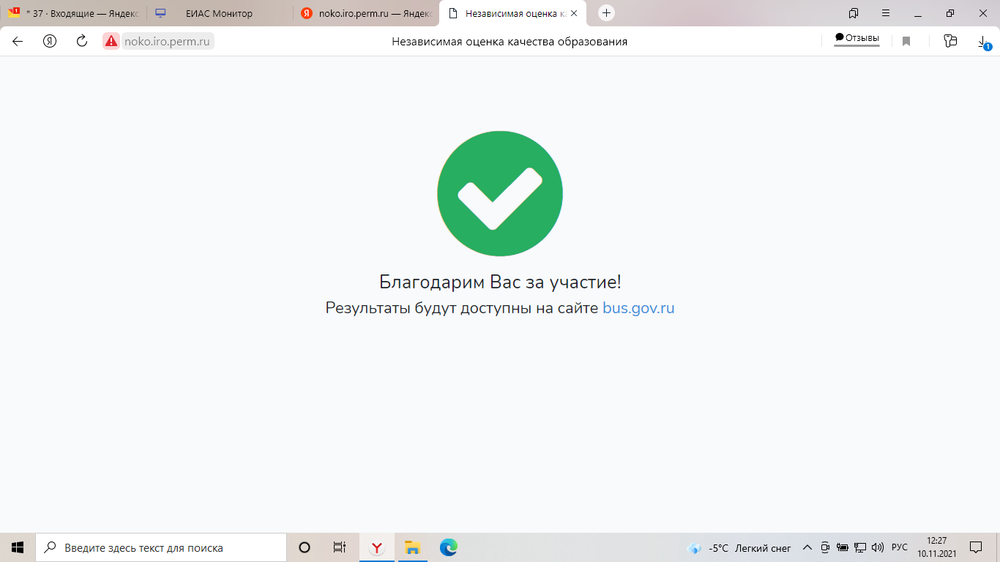 * 37 · Входящие — Яндекс
ЕИАС Монитор
noko.iro.perm.ru — Яндекс
Независимая оценка ка
noko.iro.perm.ru
Независимая оценка качества образования
Отзывы
1
Благодарим Вас за участие!
Результаты будут доступны на сайте bus.gov.ru
Введите здесь текст для поиска
-5°C Легкий снег
РУС
12:27
10.11.2021